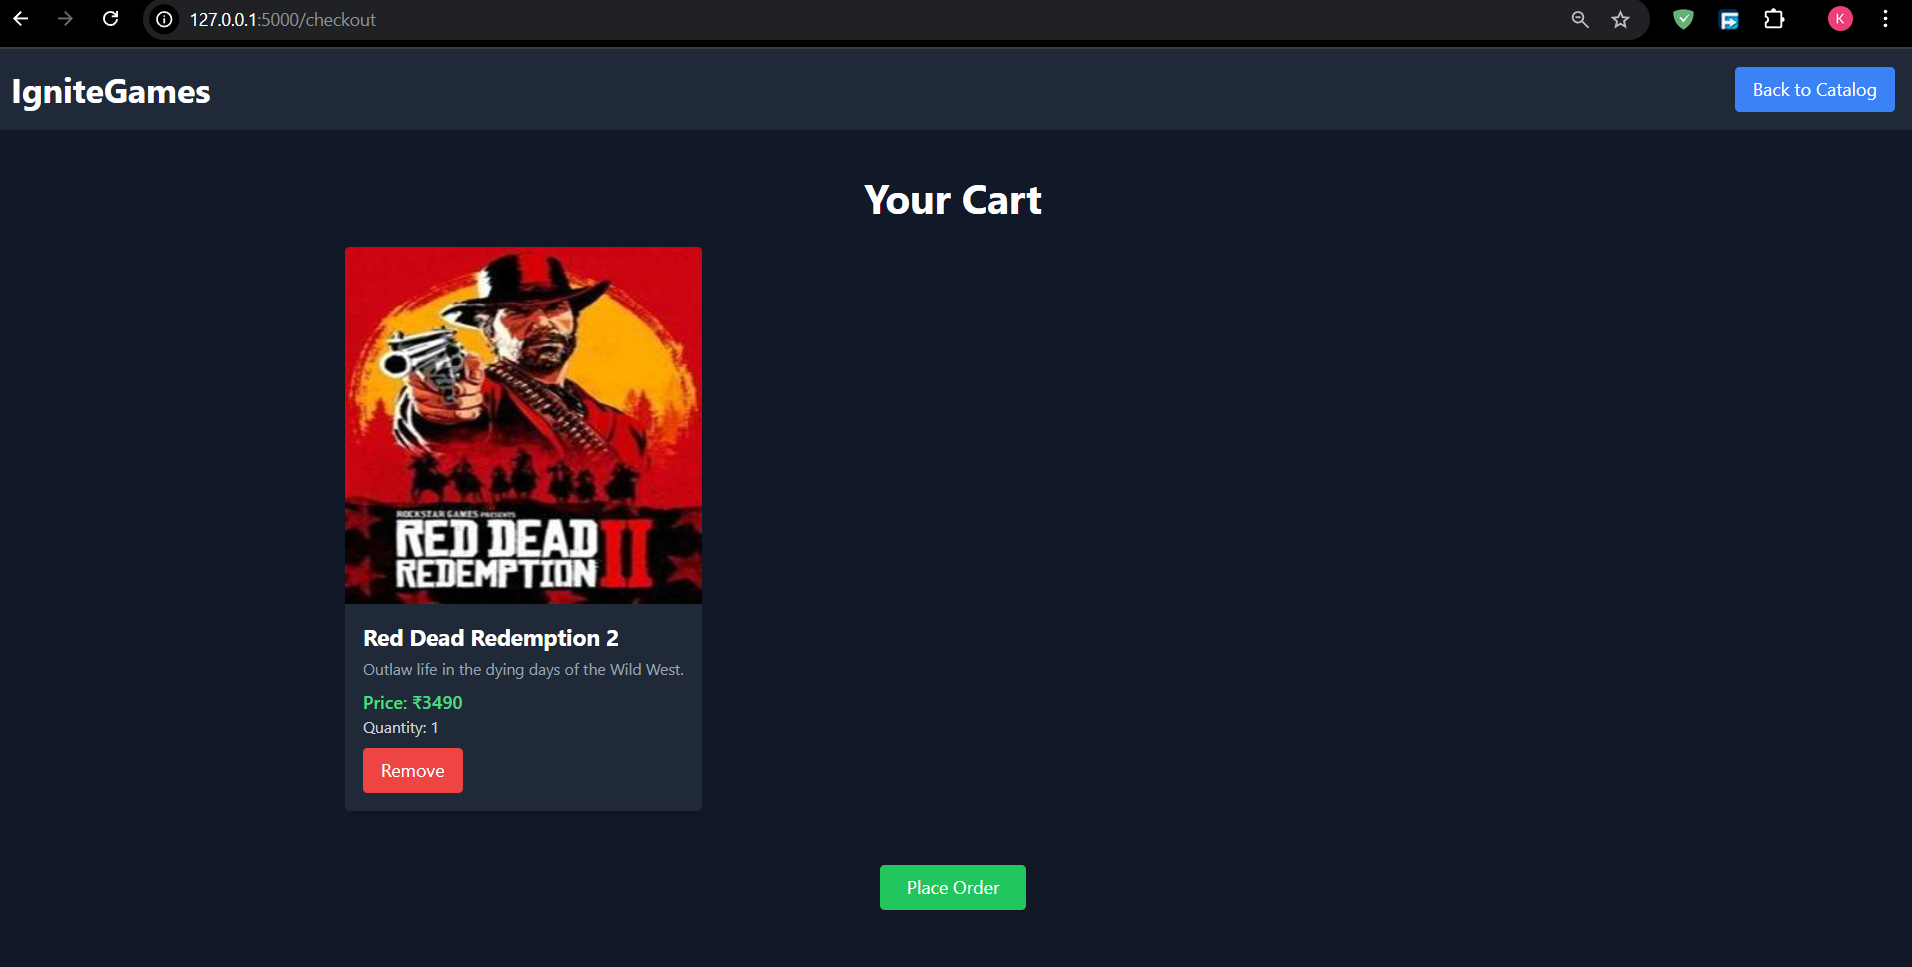 127.0.0.1:5000/checkout
K
IgniteGames
Back to Catalog
Your Cart
ROCKSTAR GAMES PRESENTS
RED DEAD
REDEMPTION II
Red Dead Redemption 2
Outlaw life in the dying days of the Wild West.
Price: ₹3490
Quantity: 1
Remove
Place Order